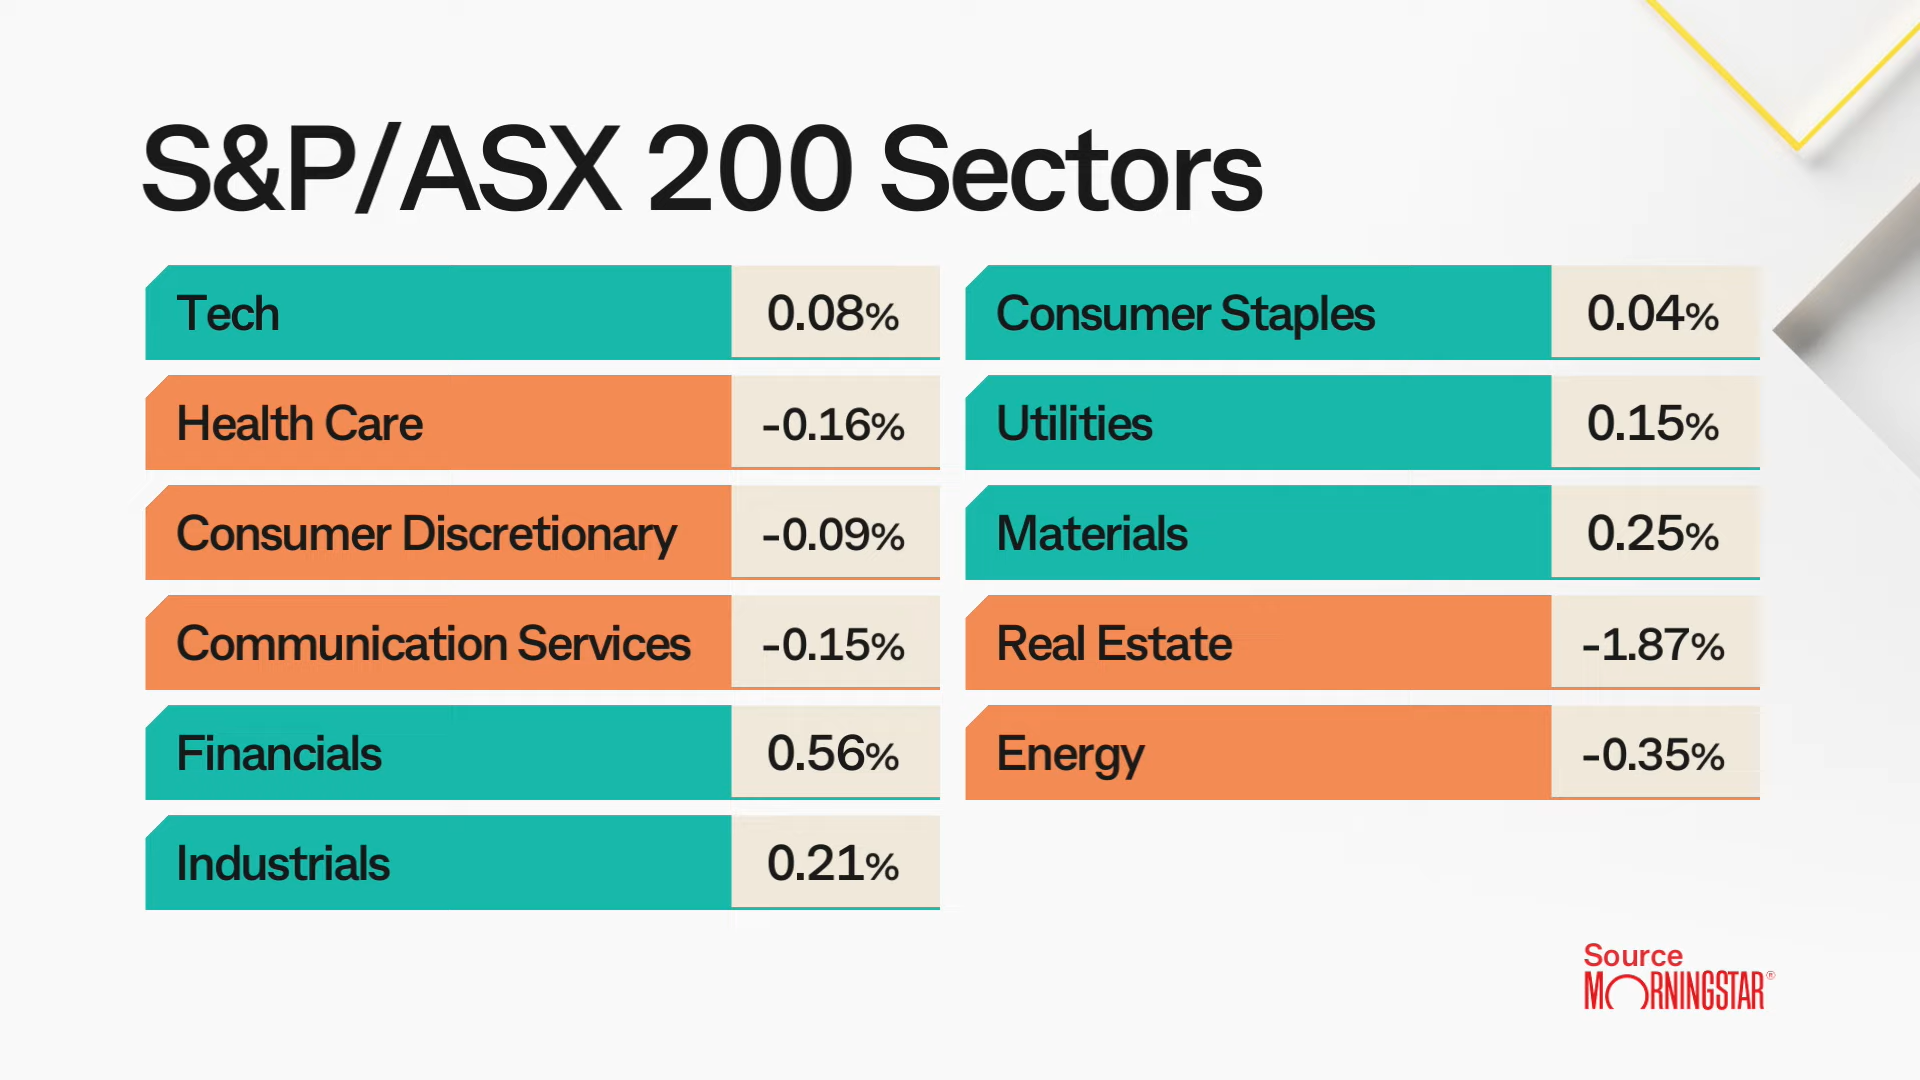 S&P/ASX 200 Sectors
Tech 0.08%
Health Care -0.16%
Consumer Discretionary -0.09%
Communication Services -0.15%
Financials 0.56%
Industrials 0.21%
Consumer Staples 0.04%
Utilities 0.15%
Materials 0.25%
Real Estate -1.87%
Energy -0.35%
Source
MORNINGSTAR®